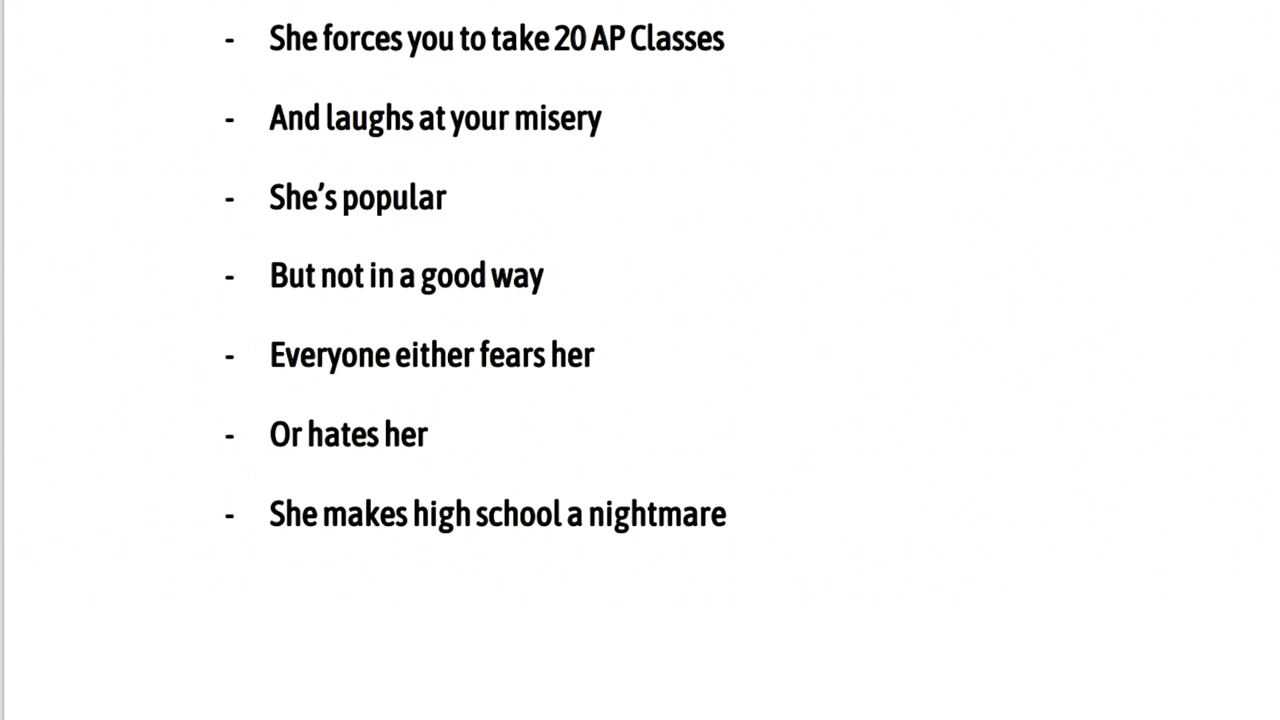 - She forces you to take 20 AP Classes
- And laughs at your misery
- She’s popular
- But not in a good way
- Everyone either fears her
- Or hates her
- She makes high school a nightmare